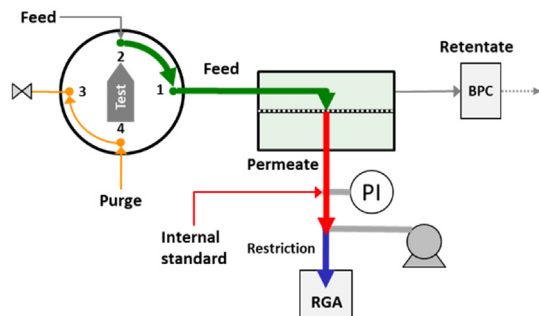 Feed
2
Test
3
1
4
Purge
Feed
Retentate
BPC
Permeate
PI
Internal
standard
Restriction
RGA